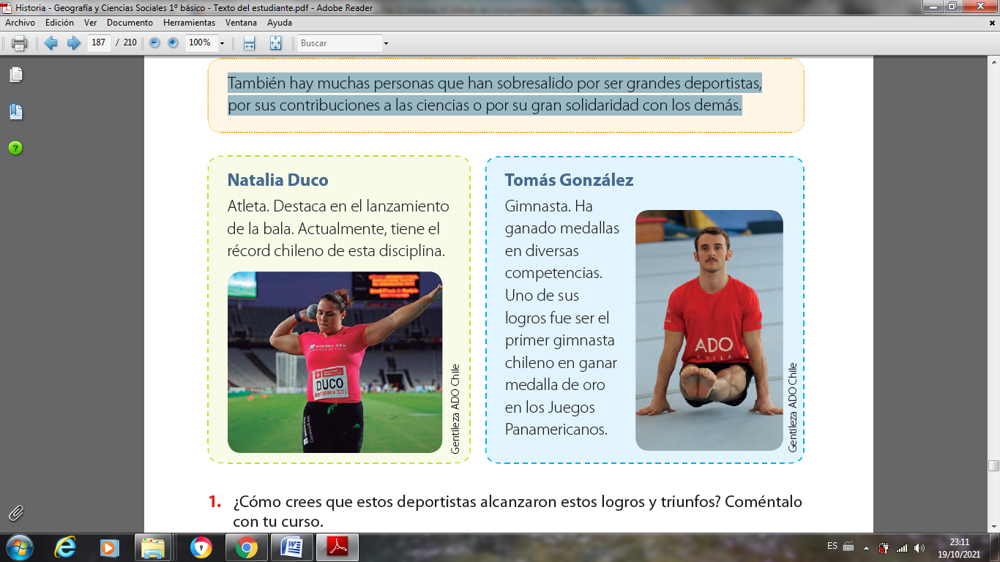 Historia - Geografía y Ciencias Sociales 1º básico - Texto del estudiante.pdf - Adobe Reader
Archivo Edición Ver Documento Herramientas Ventana Ayuda
187 / 210 100% Buscar
También hay muchas personas que han sobresalido por ser grandes deportistas,
por sus contribuciones a las ciencias o por su gran solidaridad con los demás.
Natalia Duco
Atleta. Destaca en el lanzamiento
de la bala. Actualmente, tiene el
récord chileno de esta disciplina.
DUCO
Barcelona 2011
Gentileza ADO Chile
Tomás González
Gimnasta. Ha
ganado medallas
en diversas
competencias.
Uno de sus
logros fue ser el
primer gimnasta
chileno en ganar
medalla de oro
en los Juegos
Panamericanos.
ADO
CHILE
Gentileza ADO Chile
1. ¿Cómo crees que estos deportistas alcanzaron estos logros y triunfos? Coméntalo
con tu curso.
ES
23:11
19/10/2021